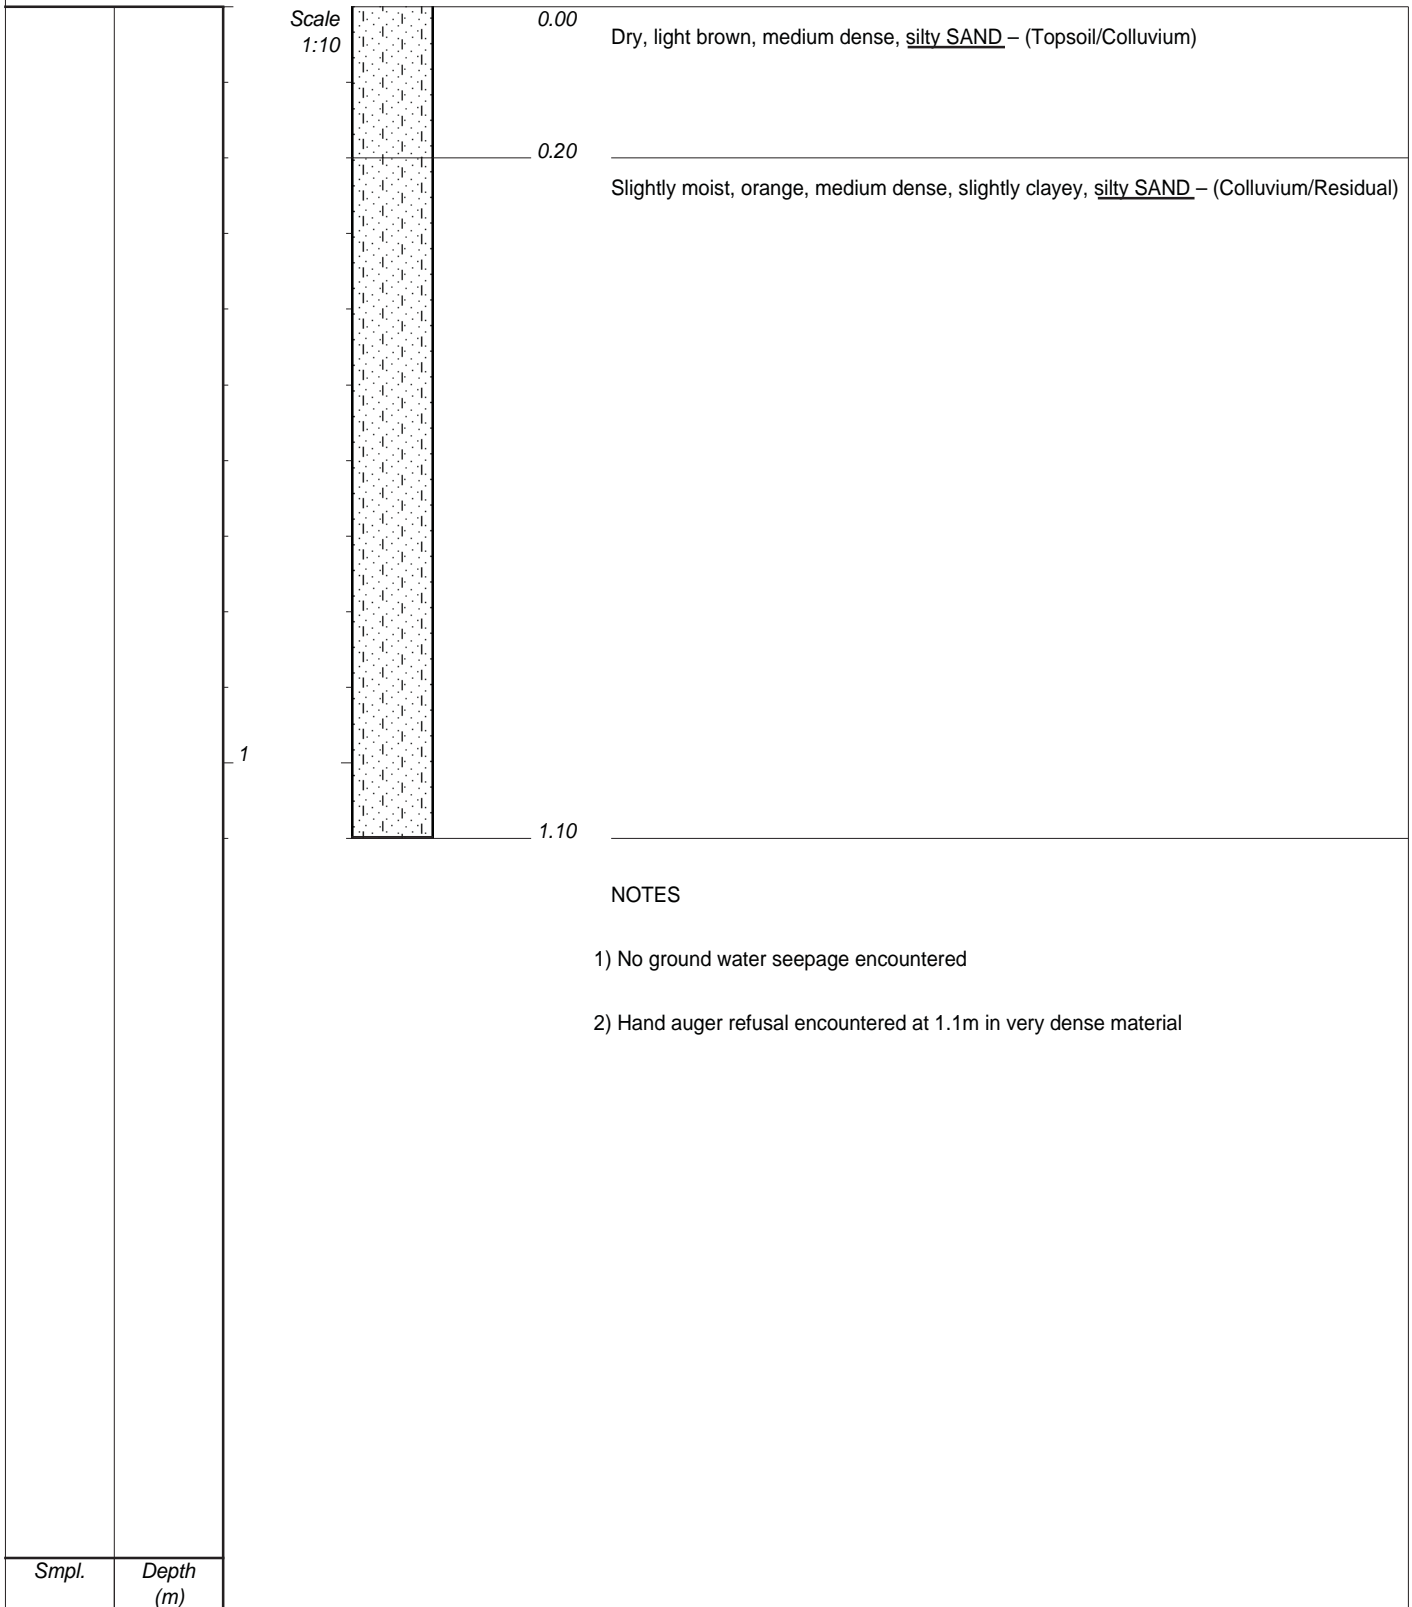 Scale
1:10
0.00
Dry, light brown, medium dense, silty SAND – (Topsoil/Colluvium)
0.20
Slightly moist, orange, medium dense, slightly clayey, silty SAND – (Colluvium/Residual)
1
1.10
NOTES
1) No ground water seepage encountered
2) Hand auger refusal encountered at 1.1m in very dense material
Smpl.
Depth
(m)